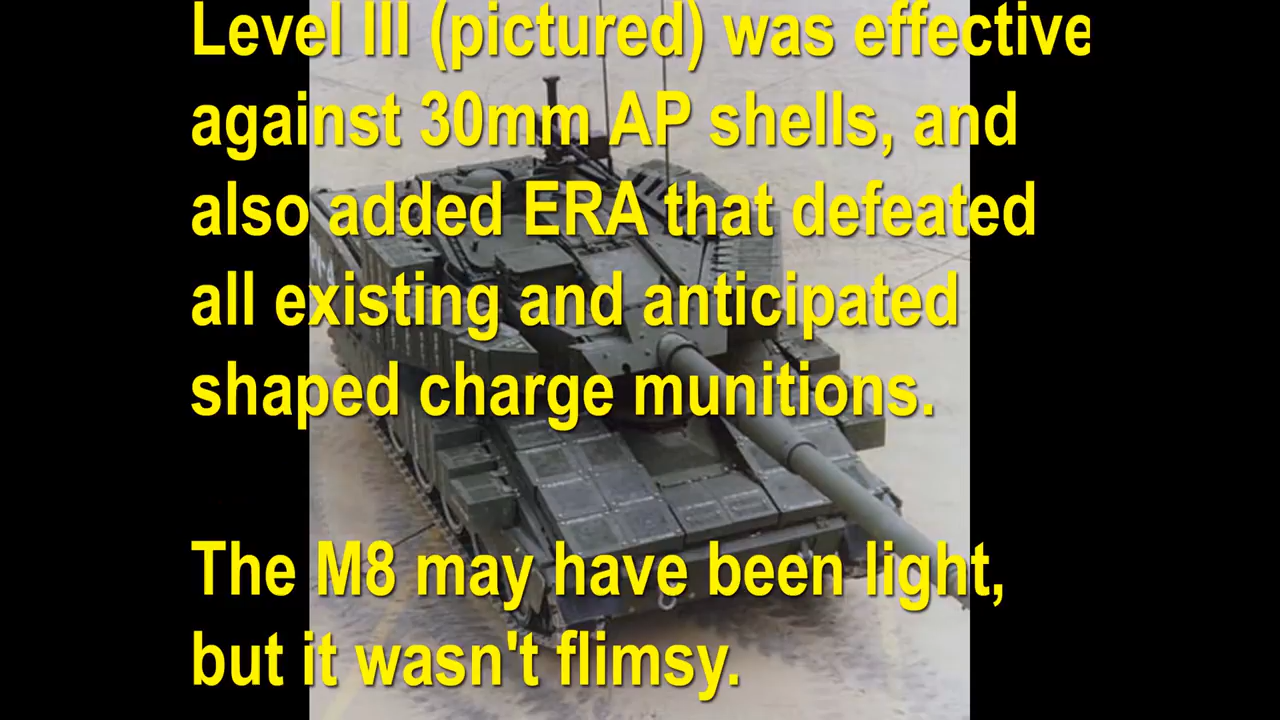 Level III (pictured) was effective
against 30mm AP shells, and
also added ERA that defeated
all existing and anticipated
shaped charge munitions.
The M8 may have been light,
but it wasn't flimsy.